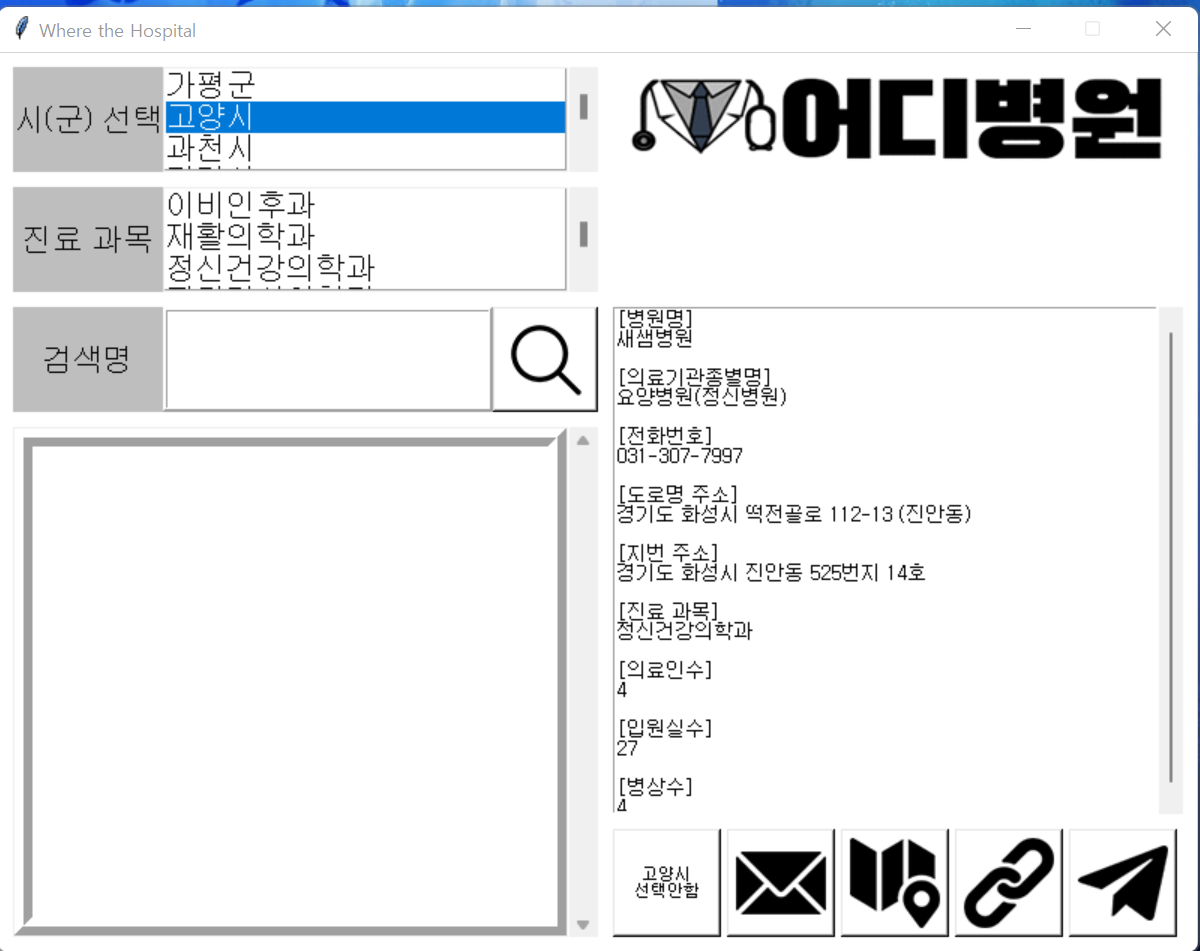 Where the Hospital
시(군) 선택
가평군
고양시
과천시
어디병원
진료 과목
이비인후과
재활의학과
정신건강의학과
검색명
[병원명]
새샘병원
[의료기관종별명]
요양병원(정신병원)
[전화번호]
031-307-7997
[도로명 주소]
경기도 화성시 떡전골로 112-13 (진안동)
[지번 주소]
경기도 화성시 진안동 525번지 14호
[진료 과목]
정신건강의학과
[의료인수]
4
[입원실수]
27
[병상수]
4
고양시
선택안함